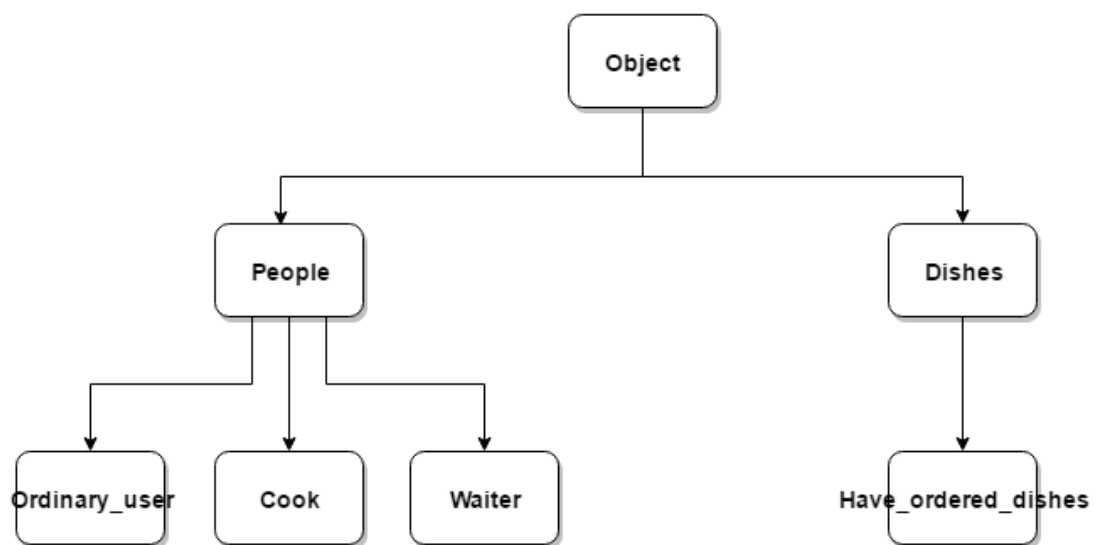 Object
People
Dishes
Ordinary_user
Cook
Waiter
Have_ordered_dishes